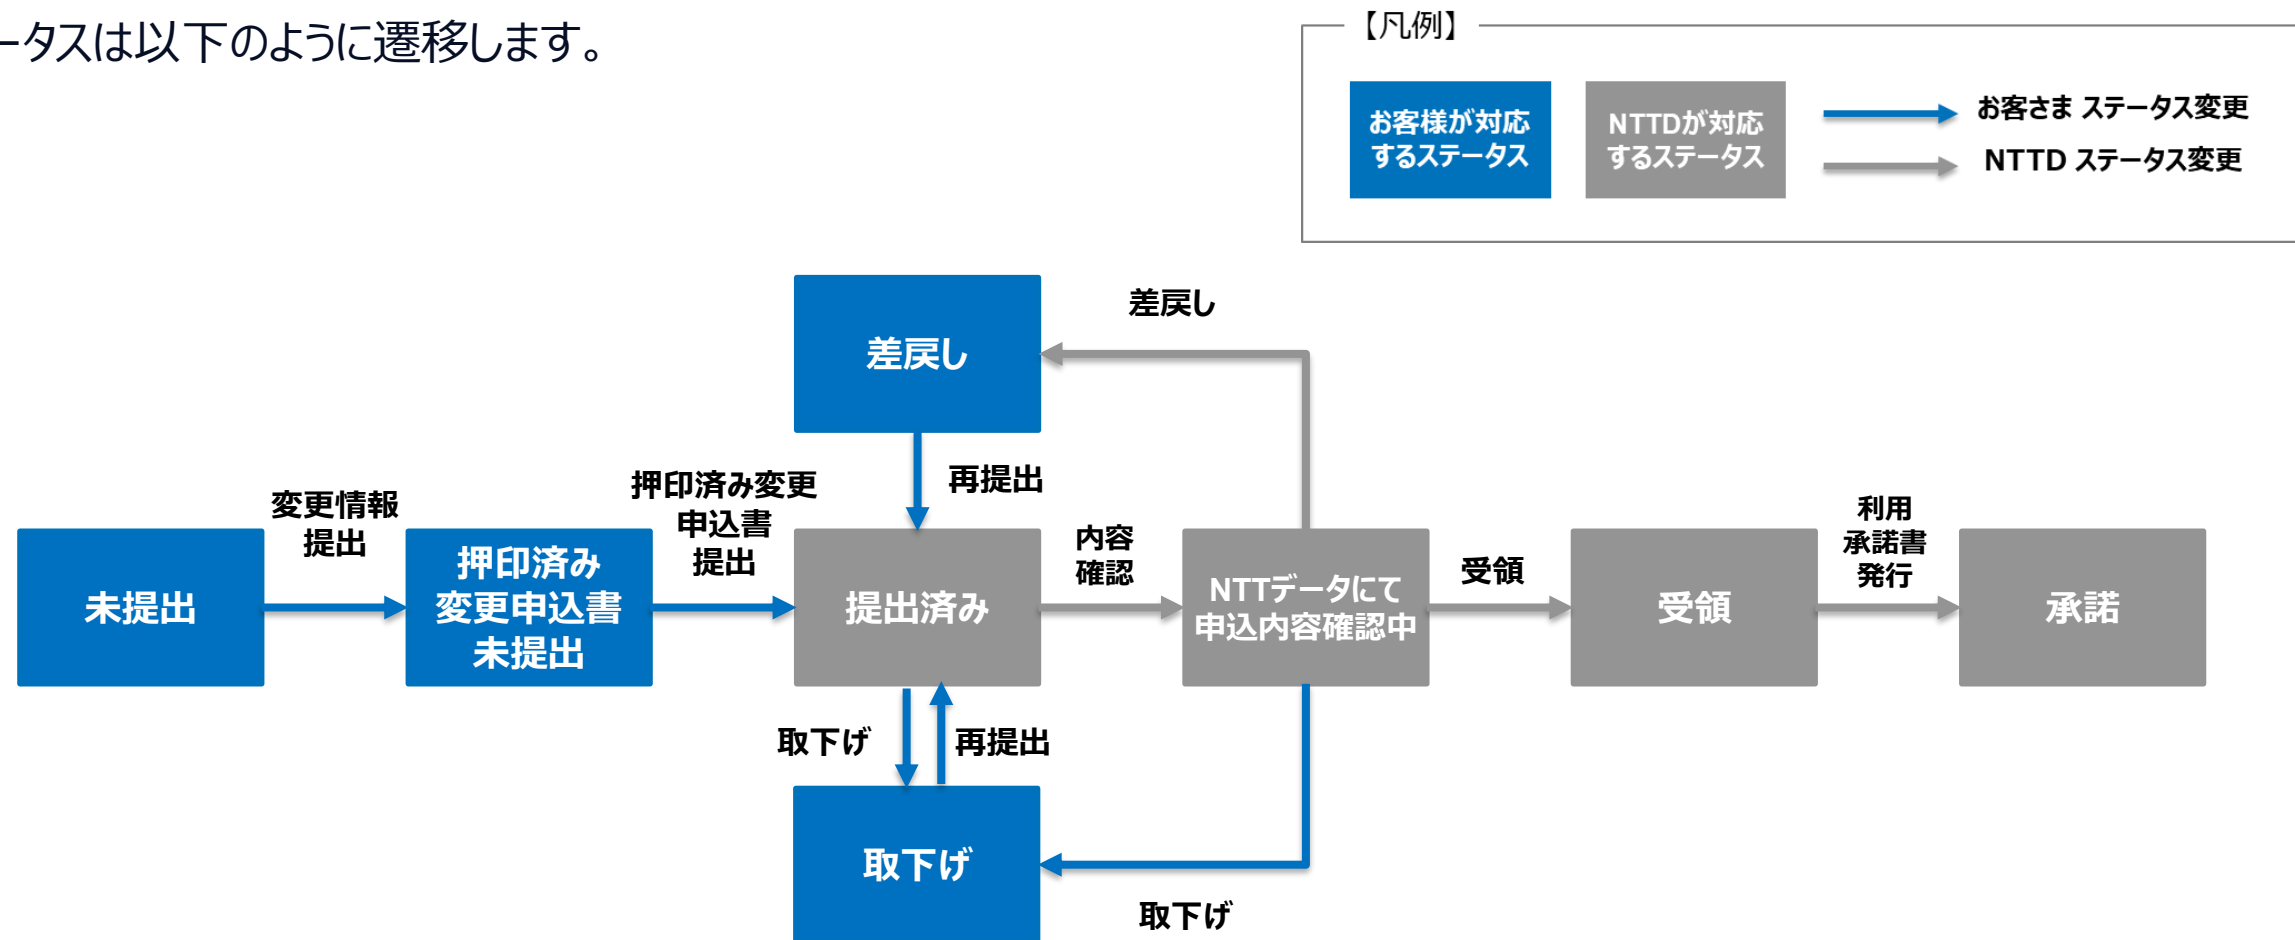 ータスは以下のように遷移します。
【凡例】
お客様が対応
するステータス
NTTDが対応
するステータス
お客さま ステータス変更
NTTD ステータス変更
差戻し
差戻し
再提出
変更情報
提出
押印済み変更
申込書
提出
内容
確認
受領
利用
承諾書
発行
未提出
押印済み
変更申込書
未提出
提出済み
NTTデータにて
申込内容確認中
受領
承諾
取下げ
再提出
取下げ
取下げ